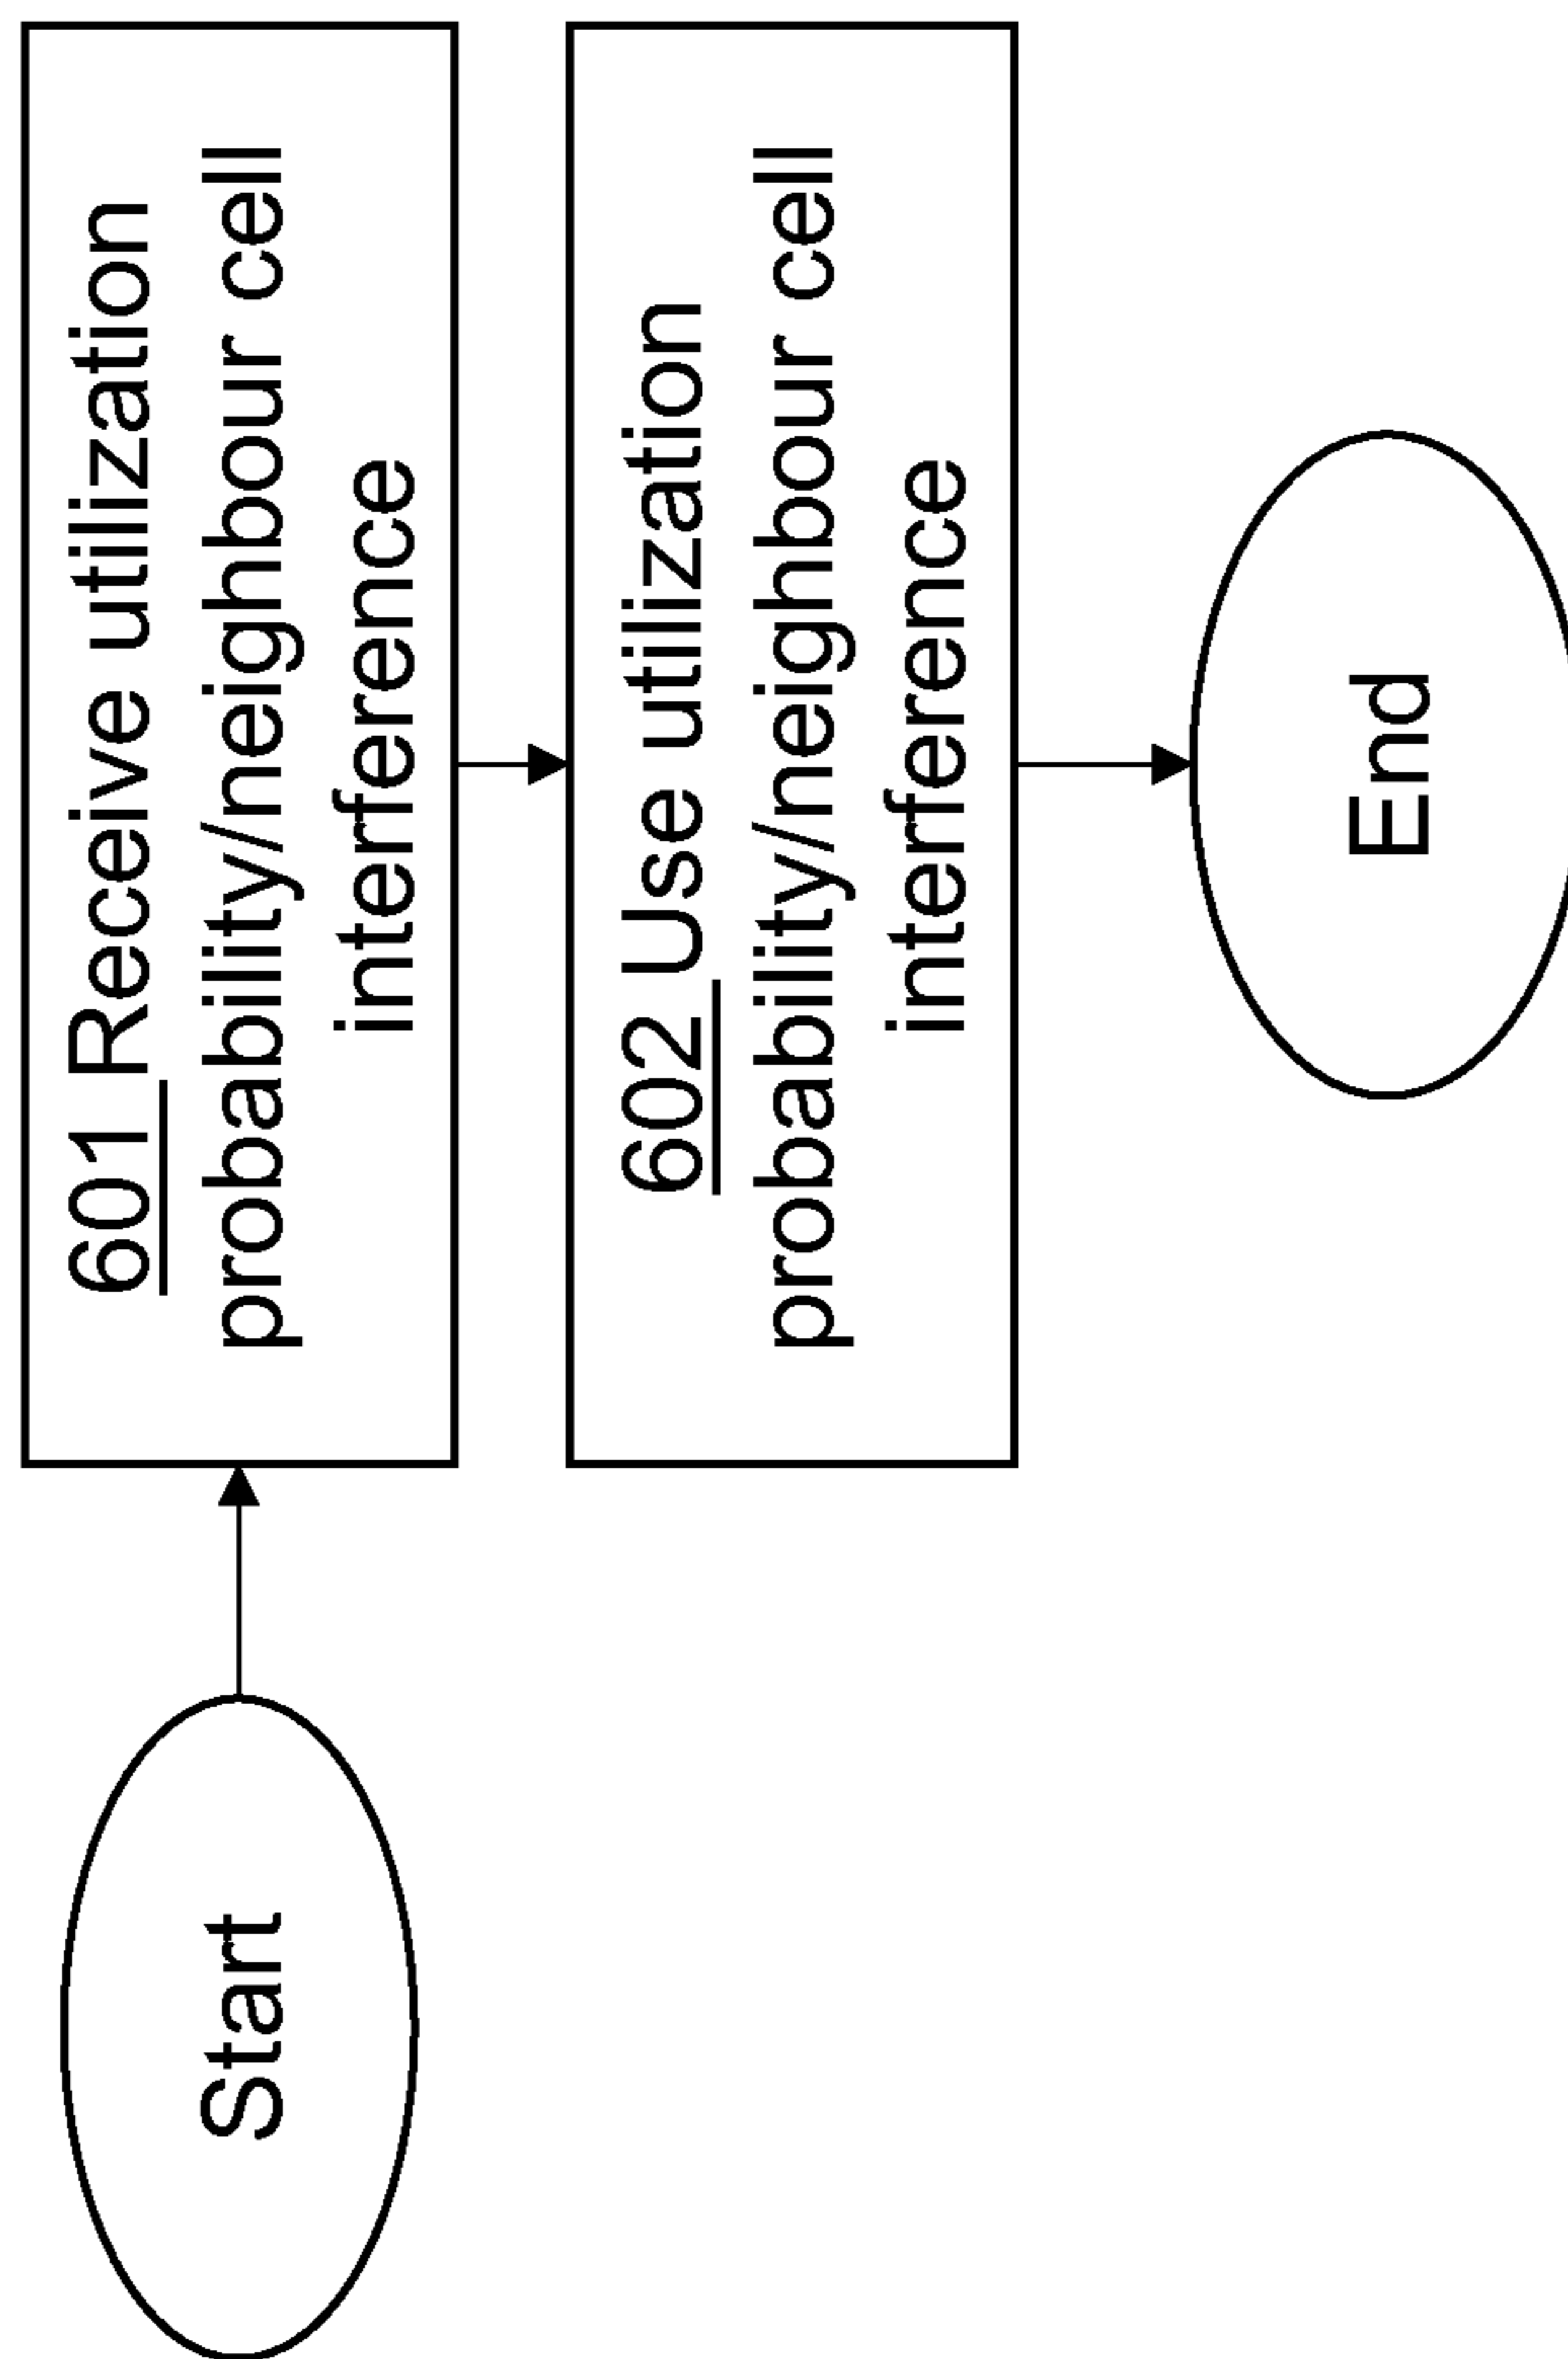 Start
601 Receive utilization
probability/neighbour cell
interference
602 Use utilization
probability/neighbour cell
interference
End